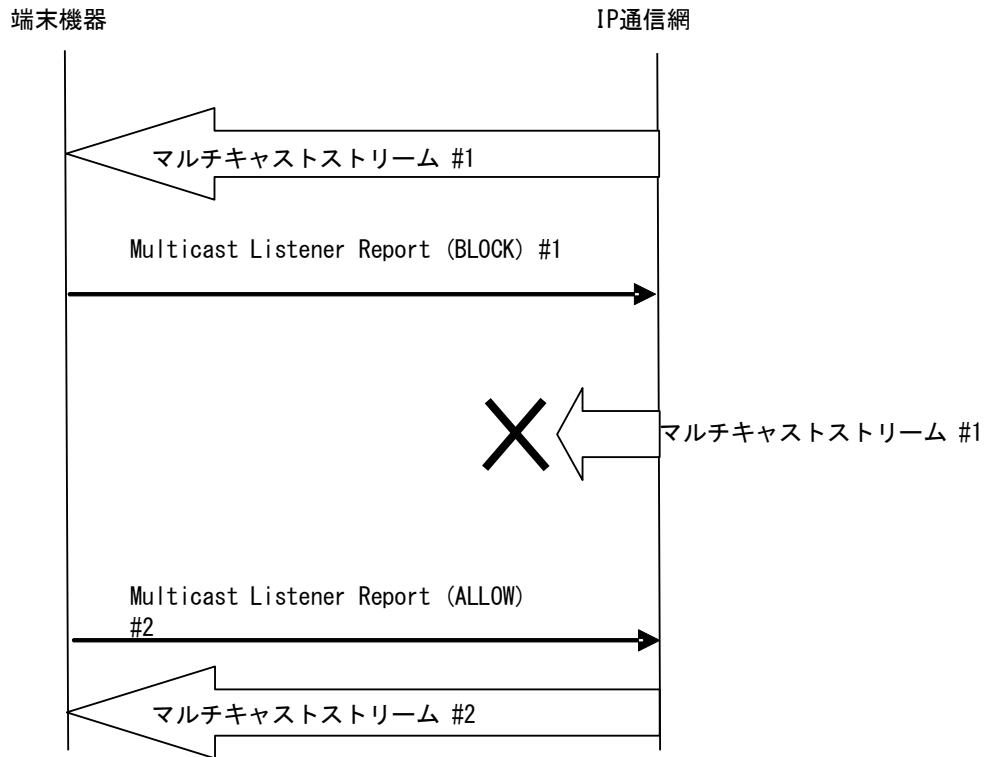 端末機器
IP通信網
マルチキャストストリーム #1
Multicast Listener Report (BLOCK) #1
マルチキャストストリーム #1
Multicast Listener Report (ALLOW)
#2
マルチキャストストリーム #2